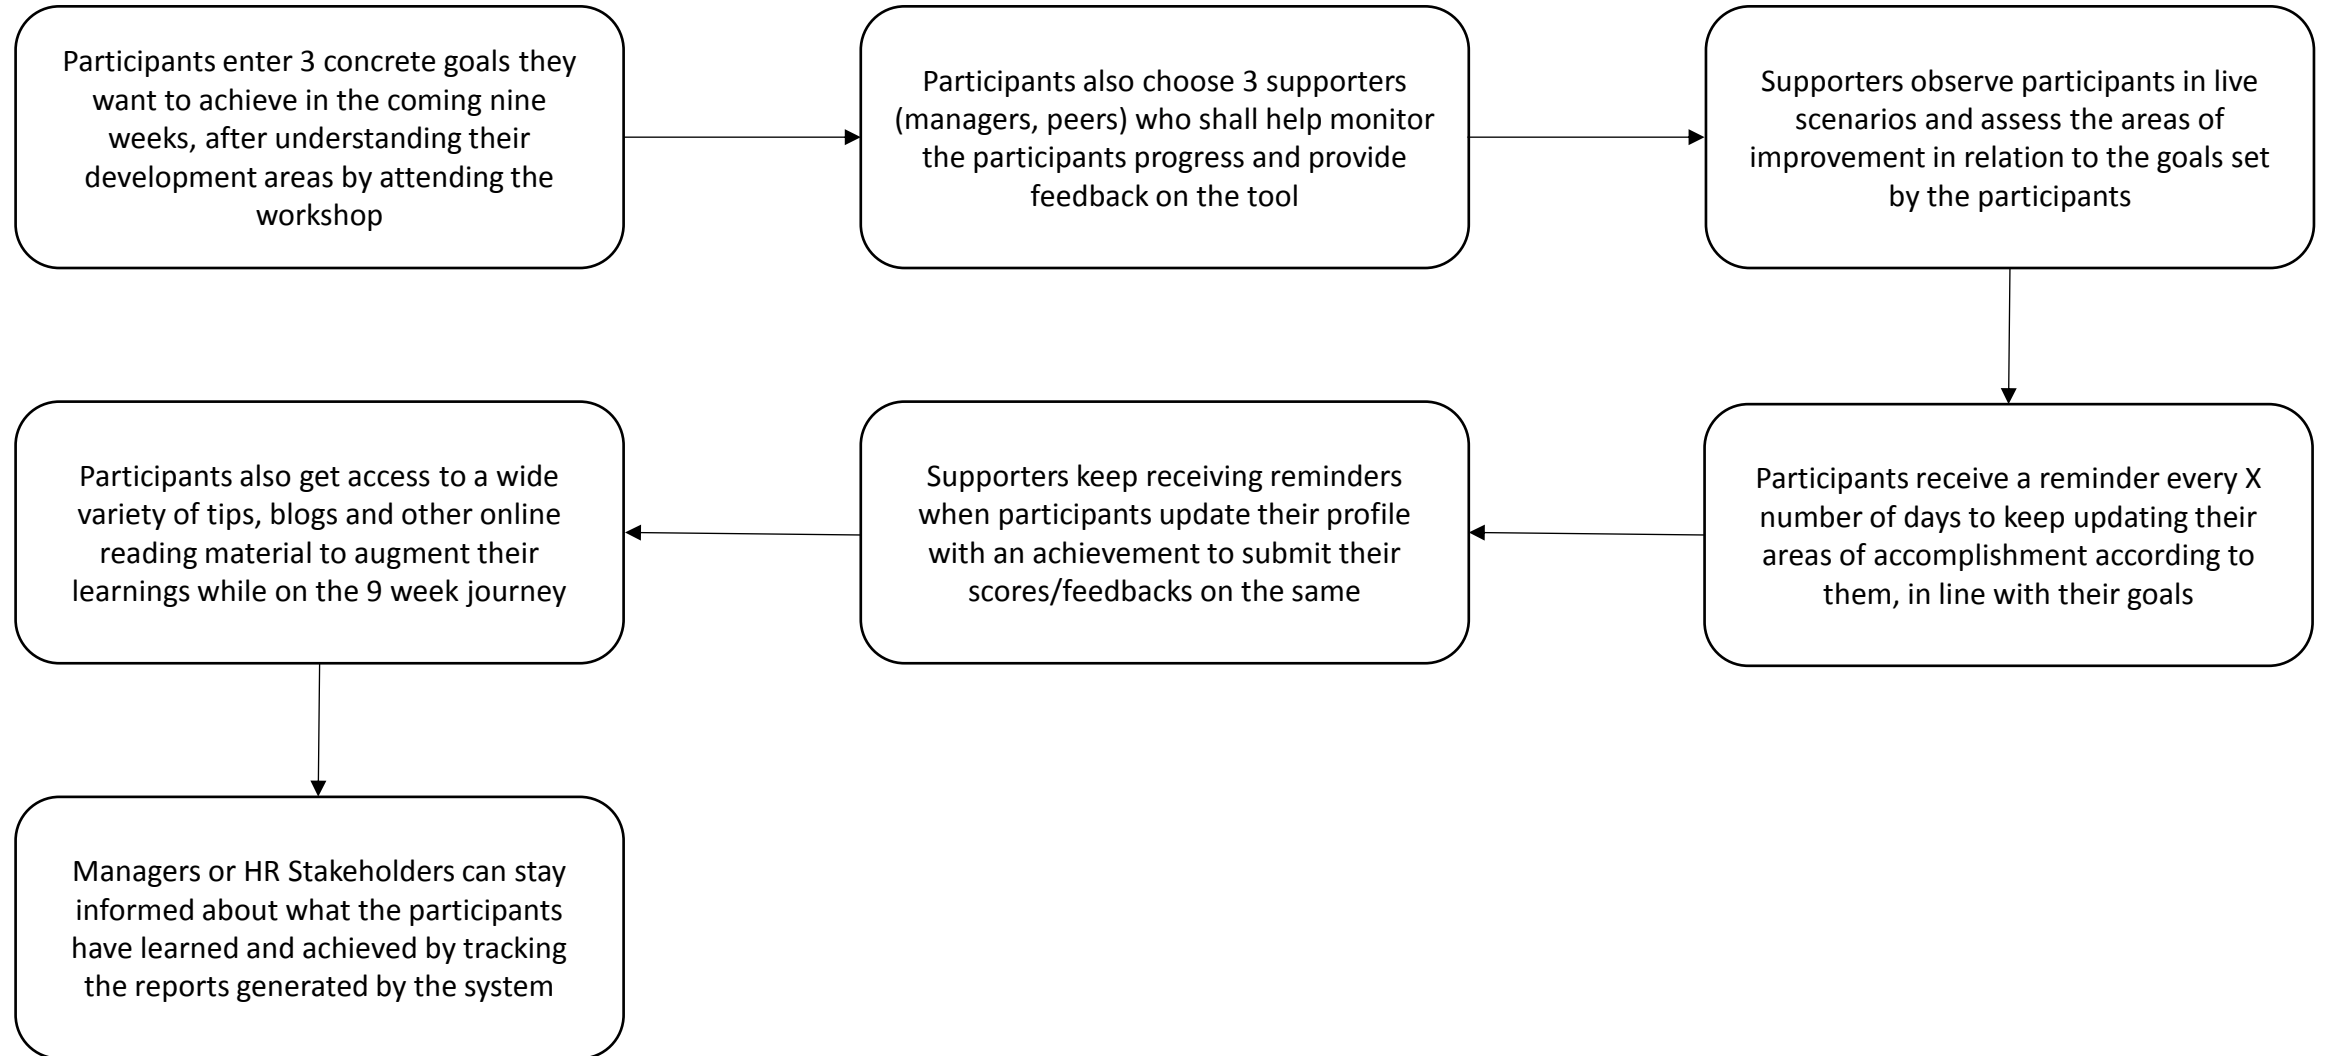 Participants enter 3 concrete goals they
want to achieve in the coming nine
weeks, after understanding their
development areas by attending the
workshop
Participants also choose 3 supporters
(managers, peers) who shall help monitor
the participants progress and provide
feedback on the tool
Supporters observe participants in live
scenarios and assess the areas of
improvement in relation to the goals set
by the participants
Participants receive a reminder every X
number of days to keep updating their
areas of accomplishment according to
them, in line with their goals
Supporters keep receiving reminders
when participants update their profile
with an achievement to submit their
scores/feedbacks on the same
Participants also get access to a wide
variety of tips, blogs and other online
reading material to augment their
learnings while on the 9 week journey
Managers or HR Stakeholders can stay
informed about what the participants
have learned and achieved by tracking
the reports generated by the system